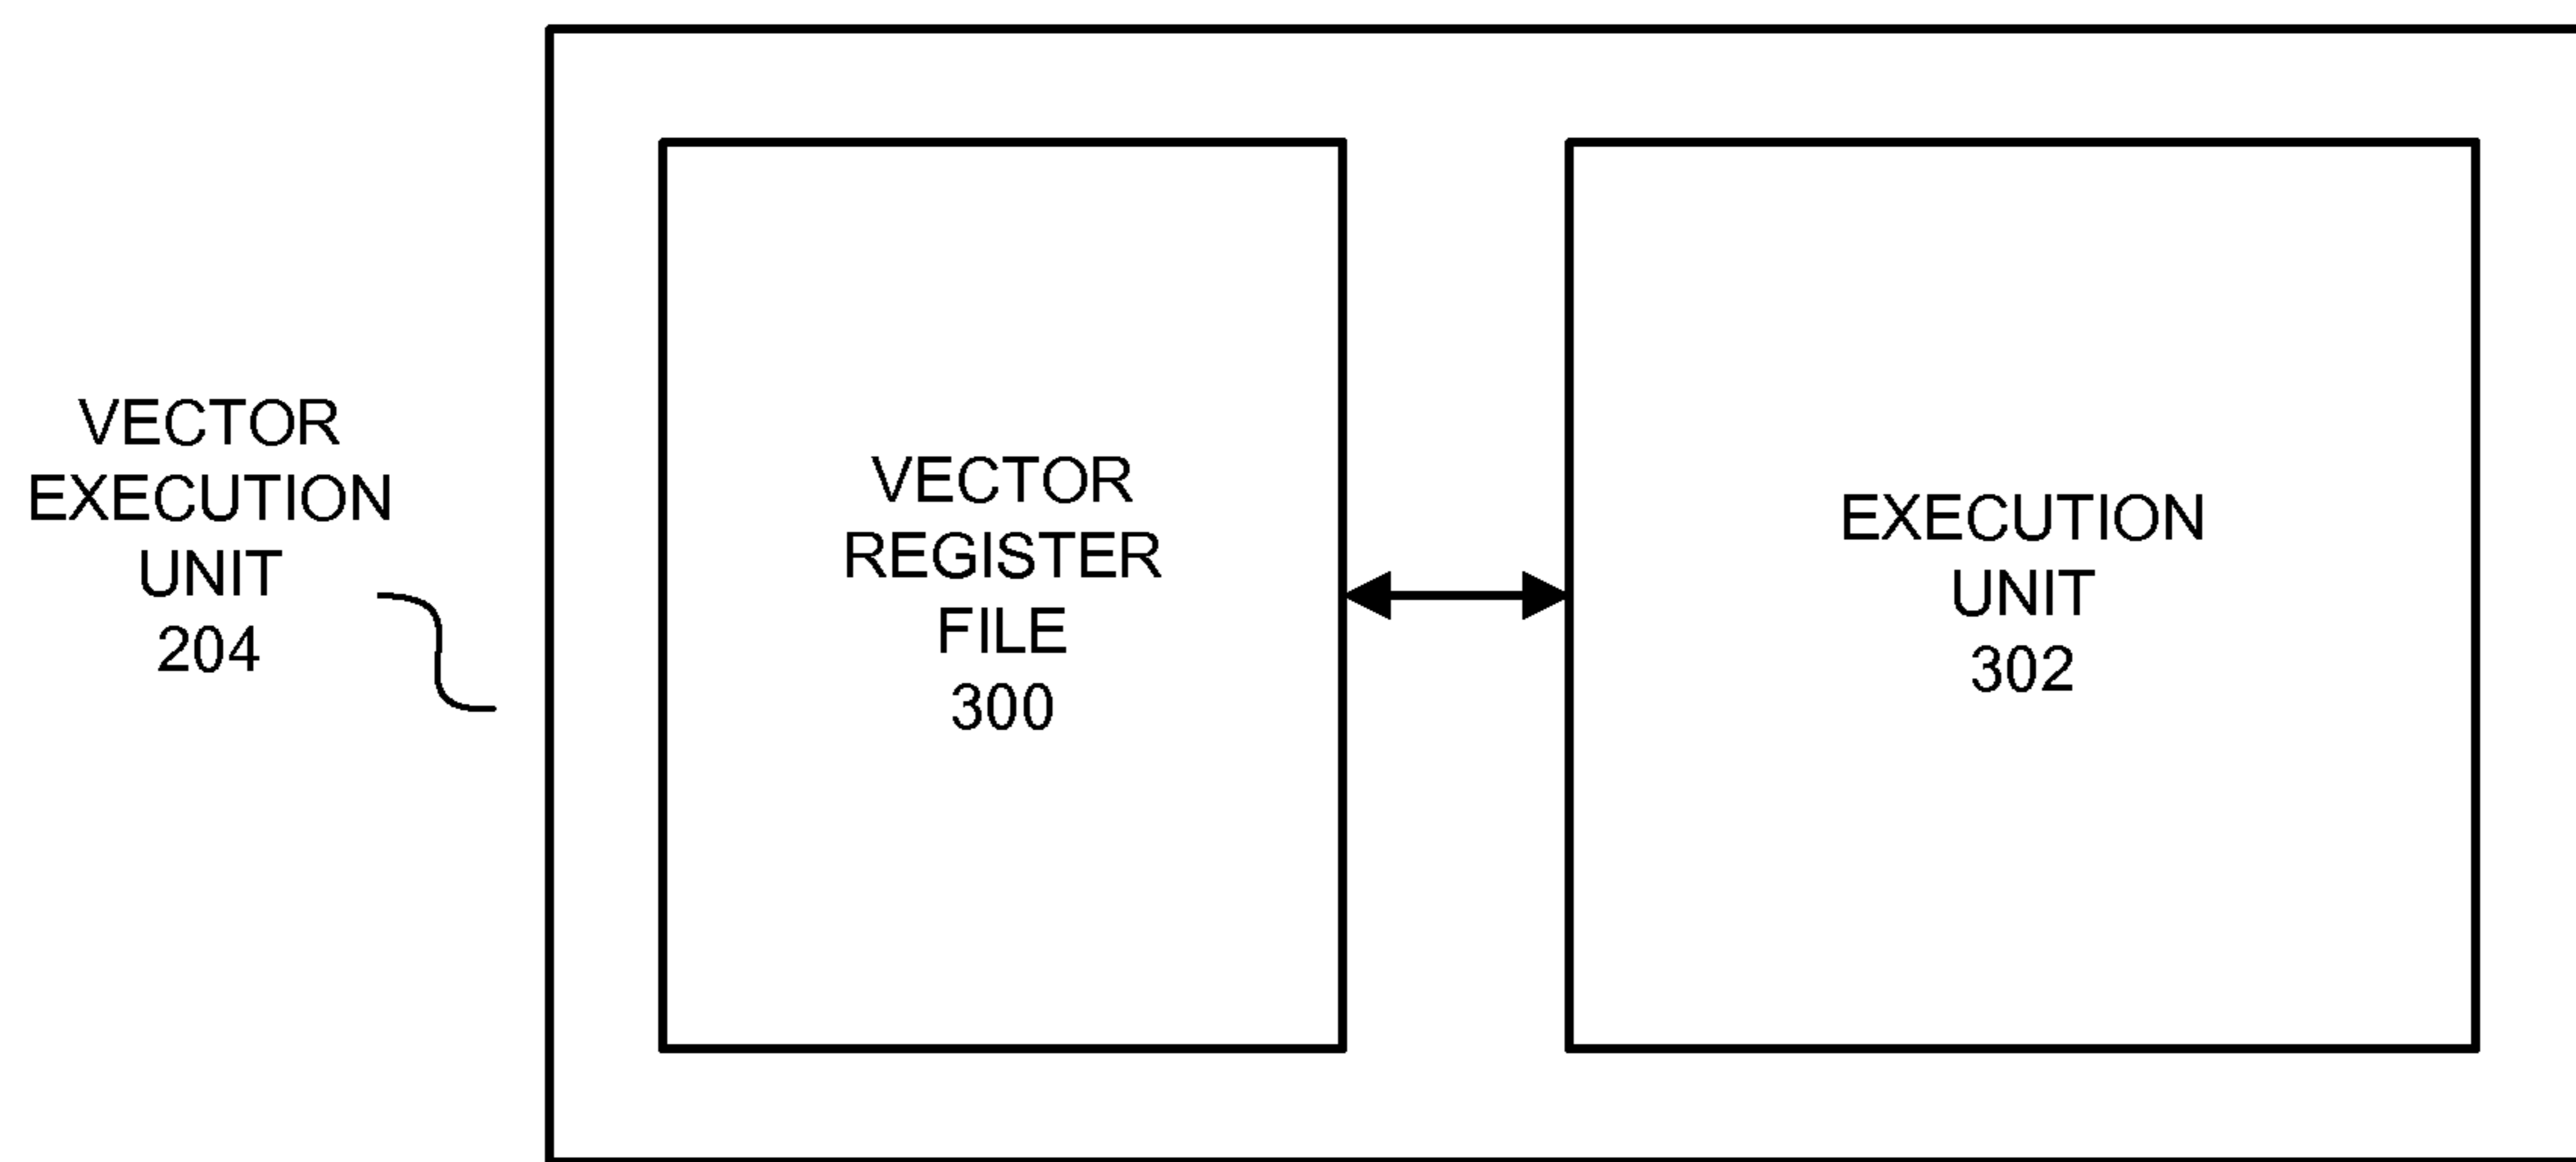 VECTOR
EXECUTION
UNIT
204
VECTOR
REGISTER
FILE
300
EXECUTION
UNIT
302